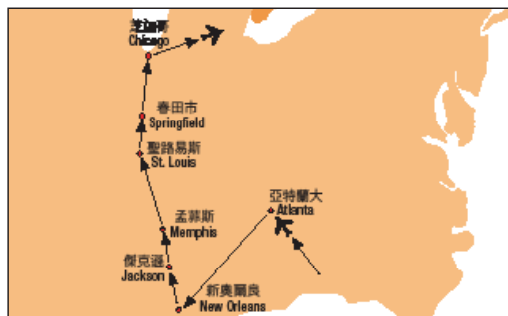 芝加哥
Chicago
春田市
Springfield
聖路易斯
St. Louis
孟菲斯
Memphis
傑克遜
Jackson
新奧爾良
New Orleans
亞特蘭大
Atlanta